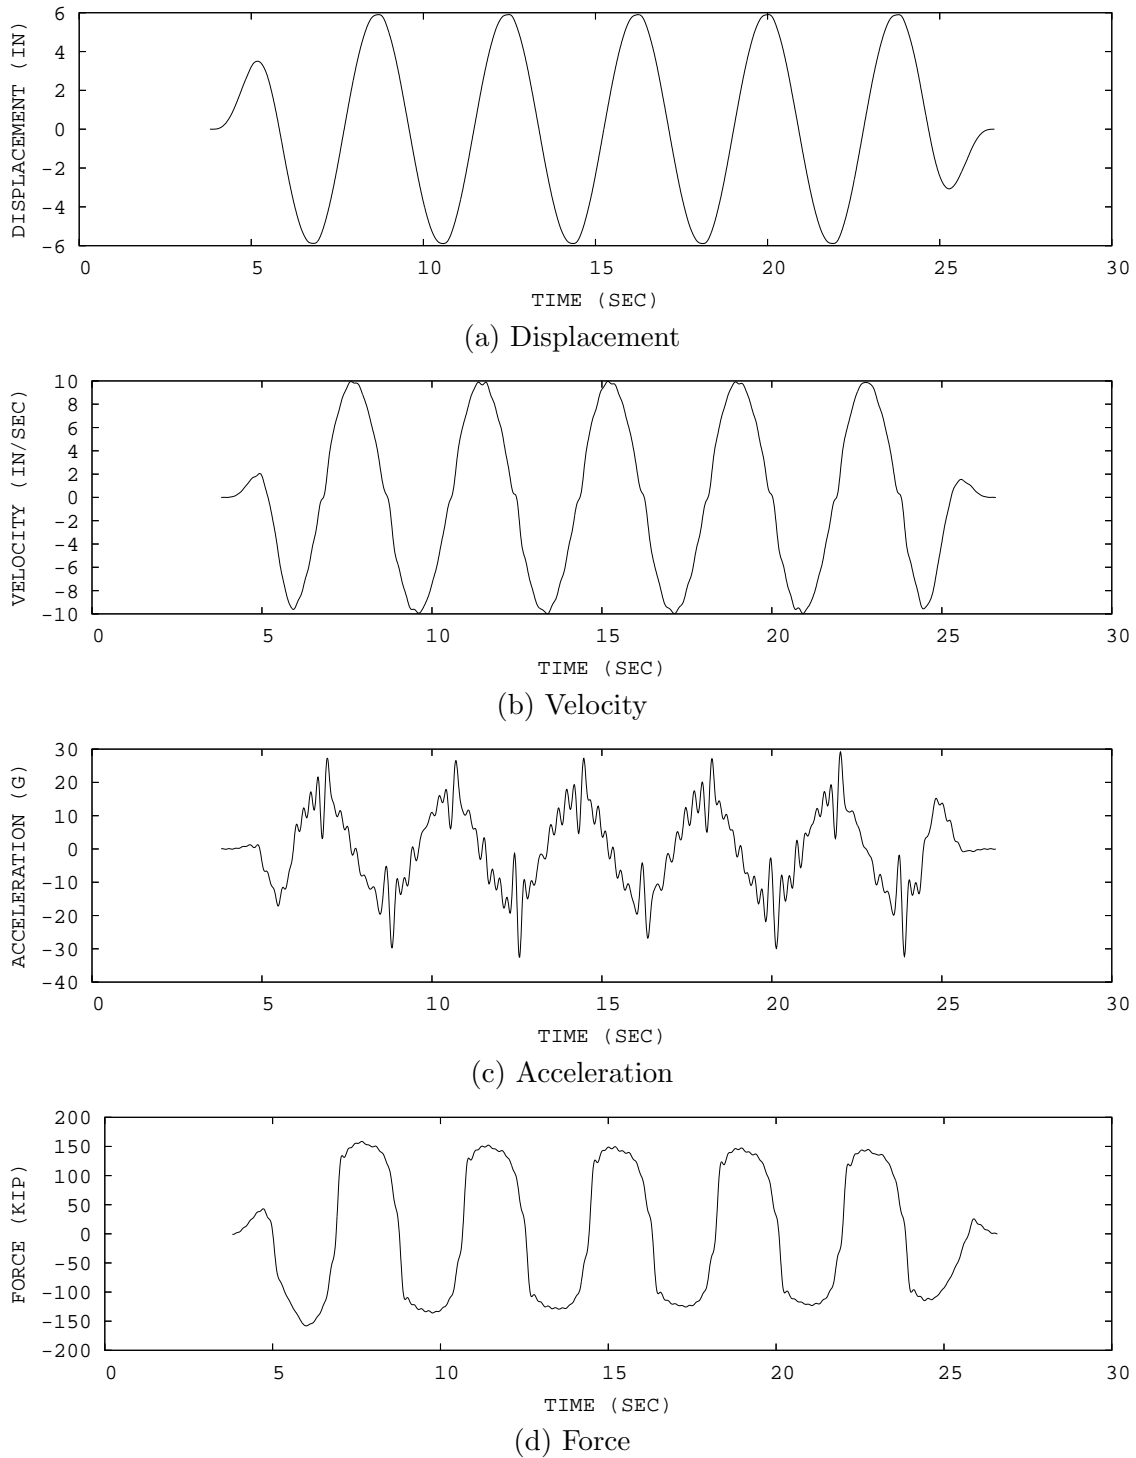 DISPLACEMENT (IN)
6
4
2
0
-2
-4
-6
0 5 10 15 20 25 30
TIME (SEC)
(a) Displacement
VELOCITY (IN/SEC)
10
8
6
4
2
0
-2
-4
-6
-8
-10
0 5 10 15 20 25 30
TIME (SEC)
(b) Velocity
ACCELERATION (G)
30
20
10
0
-10
-20
-30
-40
0 5 10 15 20 25 30
TIME (SEC)
(c) Acceleration
FORCE (KIP)
200
150
100
50
0
-50
-100
-150
-200
0 5 10 15 20 25 30
TIME (SEC)
(d) Force